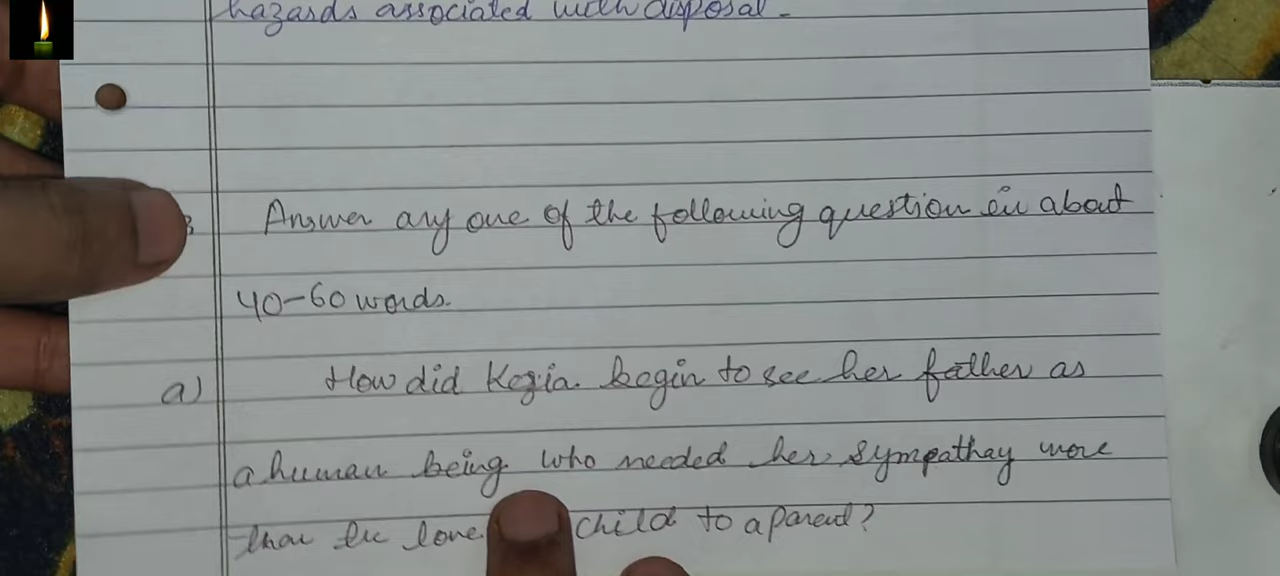 hazards associated with disposal.
3 Answer any one of the following question in about
40-60 words.
a) How did Kezia begin to see her father as
a human being who needed her sympathay more
than the love child to a parent?